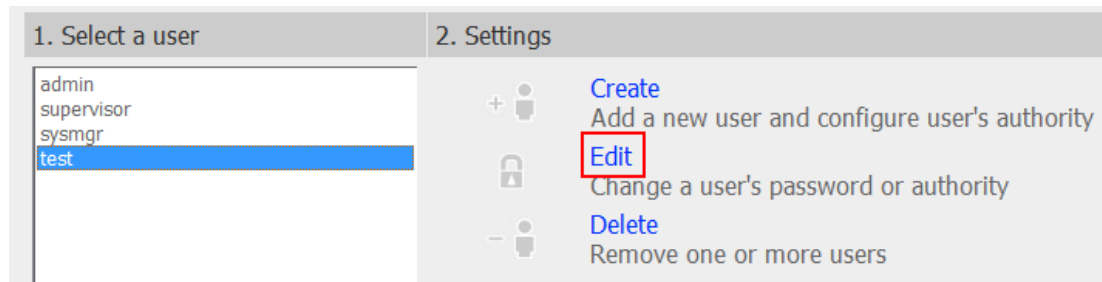 1. Select a user
2. Settings
admin
supervisor
sysmgr
test
Create
Add a new user and configure user's authority
Edit
Change a user's password or authority
Delete
Remove one or more users